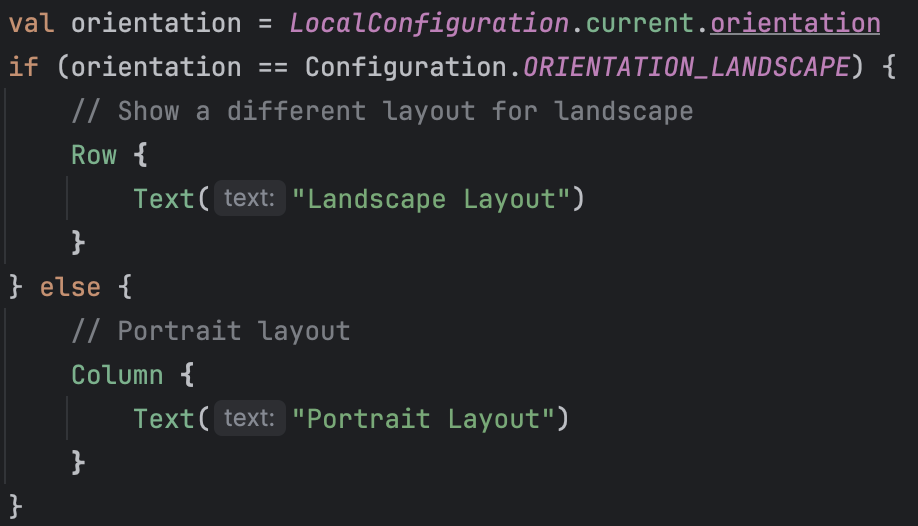 val orientation = LocalConfiguration.current.orientation
if (orientation == Configuration.ORIENTATION_LANDSCAPE) {
    // Show a different layout for landscape
    Row {
        Text( text: "Landscape Layout")
    }
} else {
    // Portrait layout
    Column {
        Text( text: "Portrait Layout")
    }
}